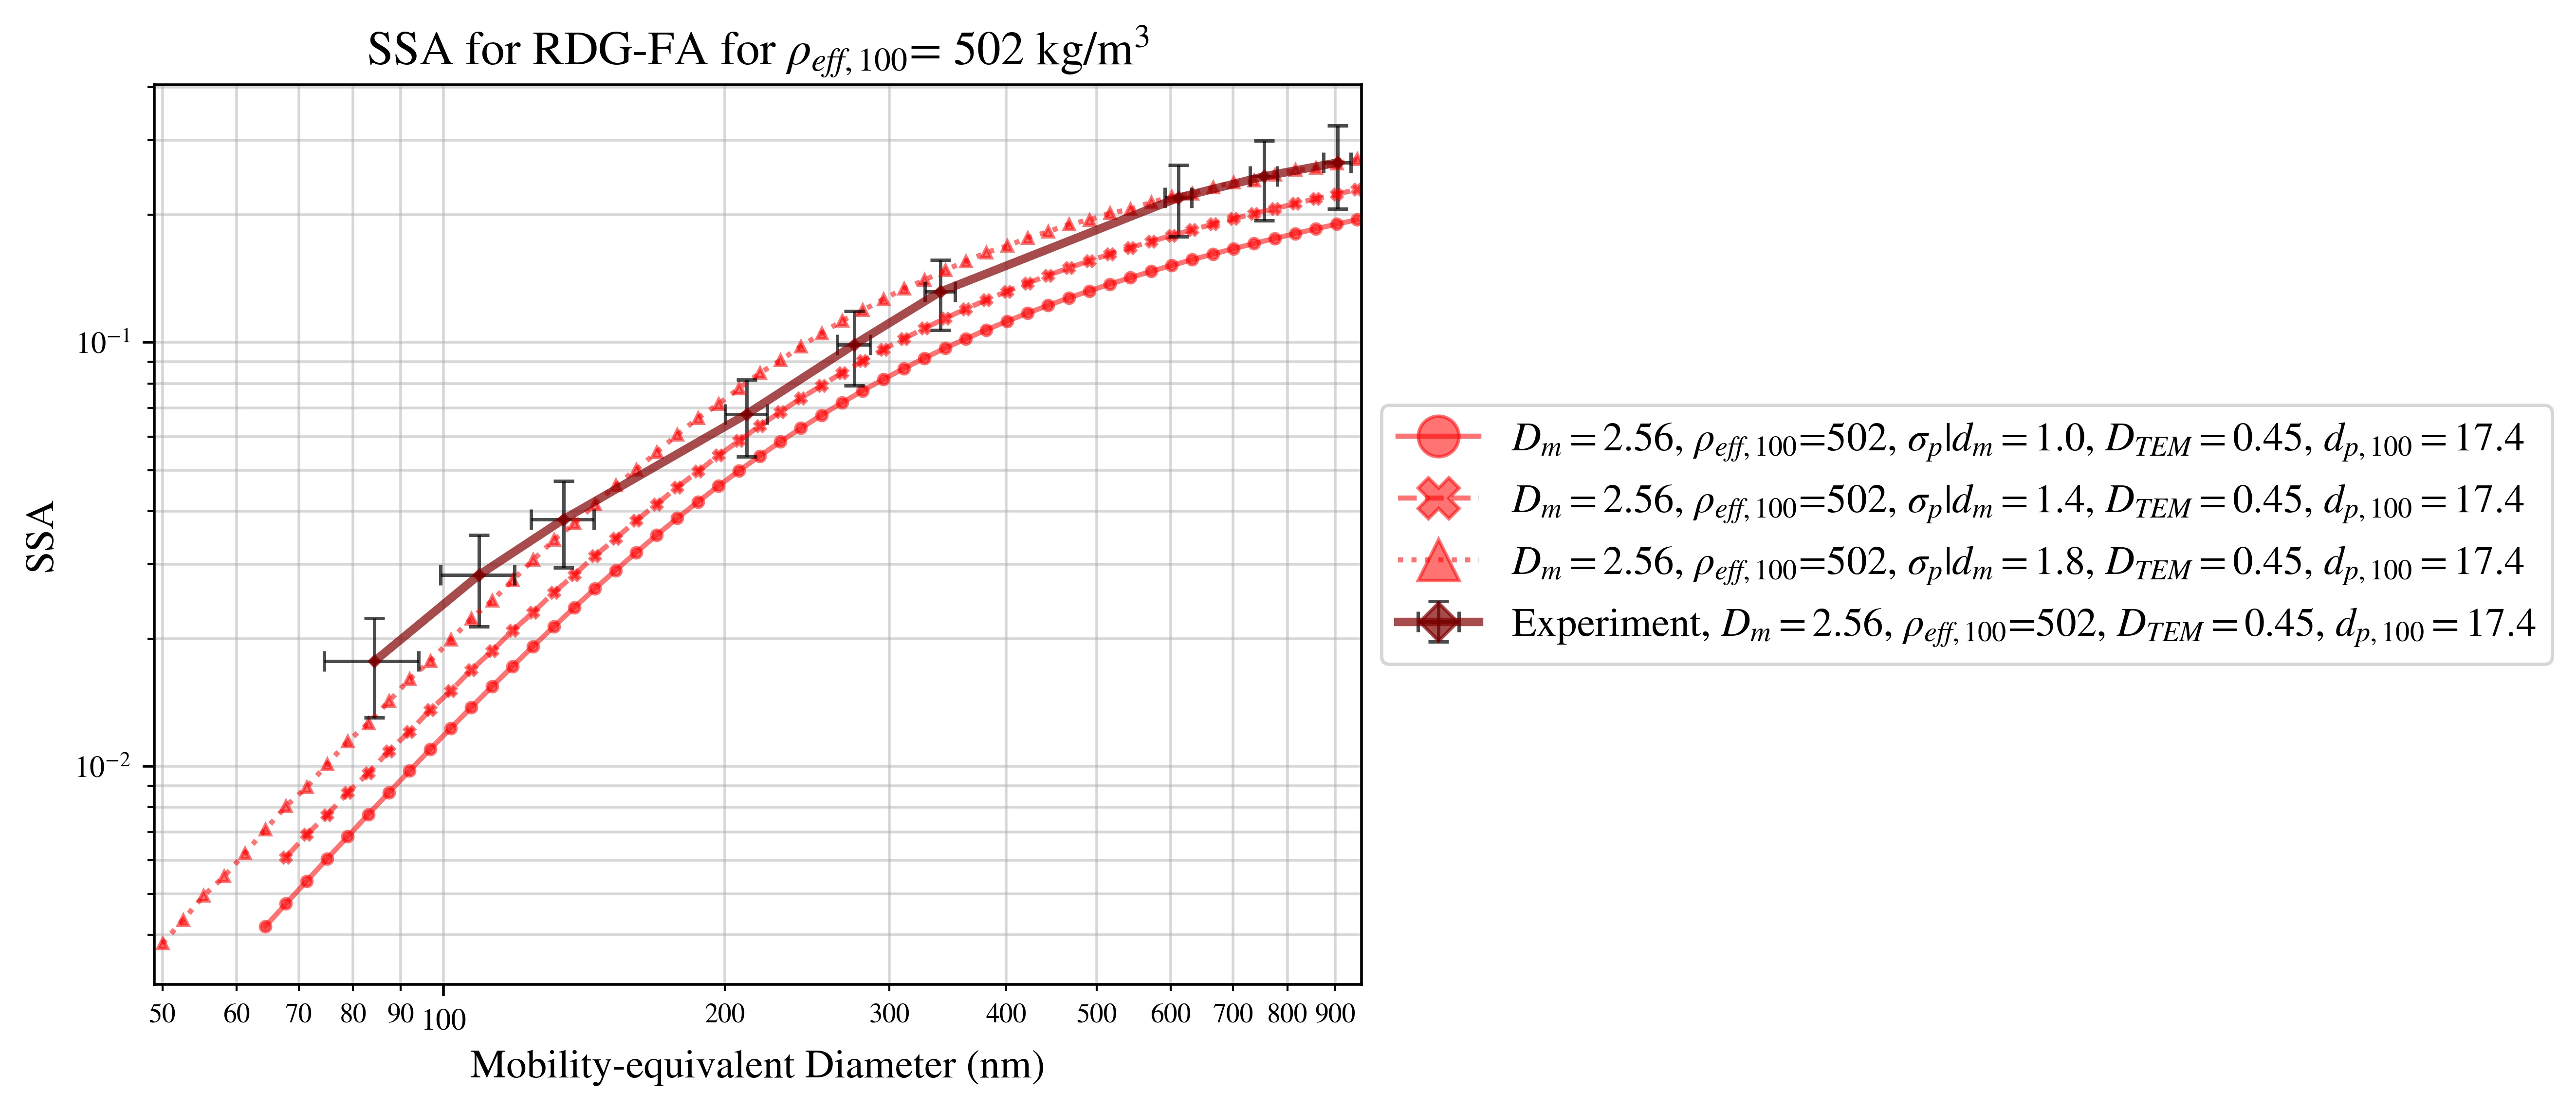 SSA for RDG-FA for ρeff,100= 502 kg/m³
SSA
10⁻¹
10⁻²
50 60 70 80 90 100 200 300 400 500 600 700 800 900
Mobility-equivalent Diameter (nm)
Dm = 2.56, ρeff,100=502, σp|dm = 1.0, DTEM = 0.45, dp,100 = 17.4
Dm = 2.56, ρeff,100=502, σp|dm = 1.4, DTEM = 0.45, dp,100 = 17.4
Dm = 2.56, ρeff,100=502, σp|dm = 1.8, DTEM = 0.45, dp,100 = 17.4
Experiment, Dm = 2.56, ρeff,100=502, DTEM = 0.45, dp,100 = 17.4